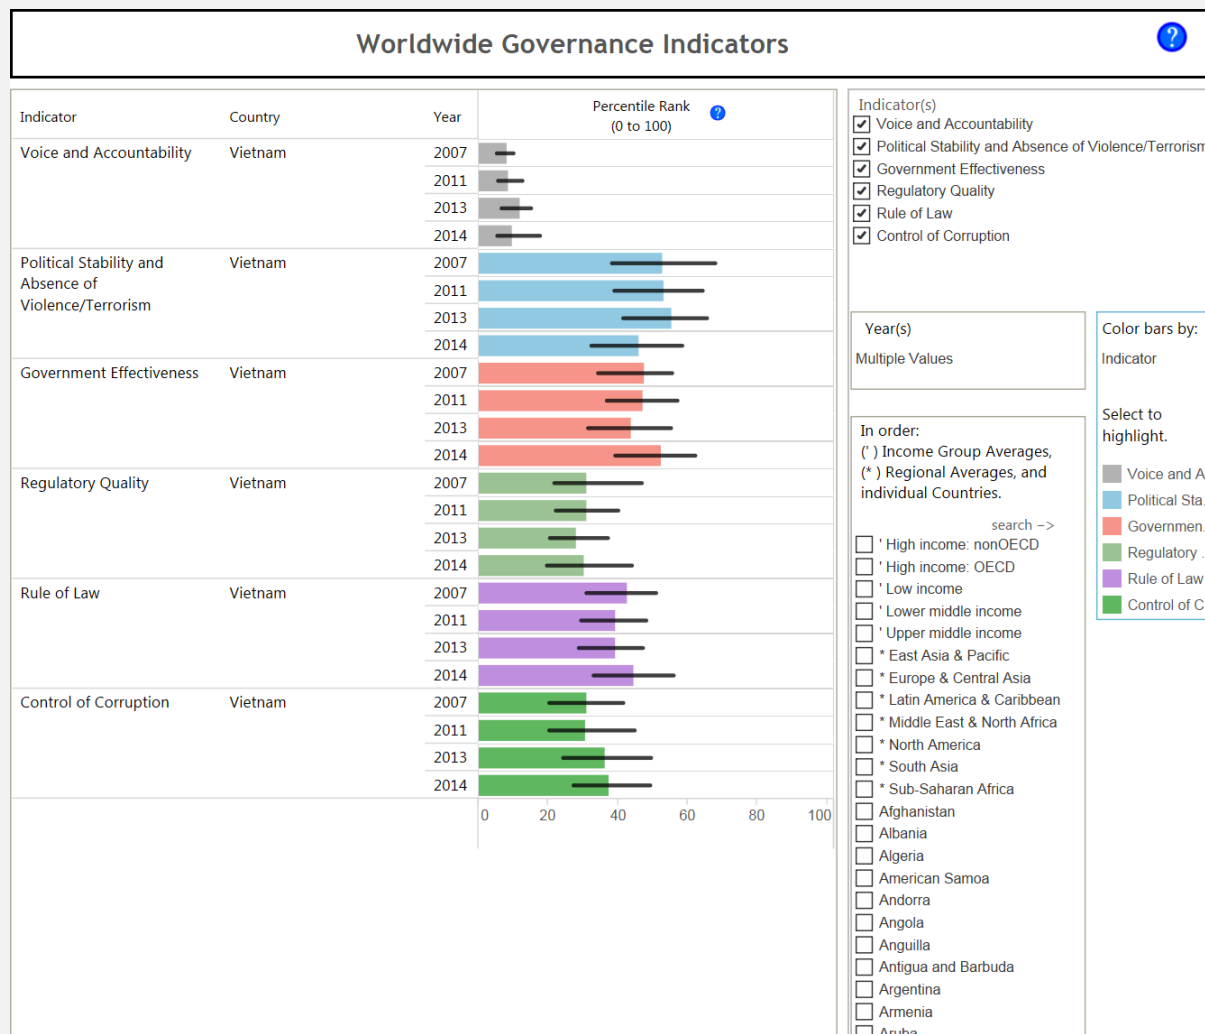 Worldwide Governance Indicators
?
Indicator Country Year Percentile Rank
(0 to 100) ?
Voice and Accountability Vietnam 2007
2011
2013
2014
Political Stability and
Absence of
Violence/Terrorism Vietnam 2007
2011
2013
2014
Government Effectiveness Vietnam 2007
2011
2013
2014
Regulatory Quality Vietnam 2007
2011
2013
2014
Rule of Law Vietnam 2007
2011
2013
2014
Control of Corruption Vietnam 2007
2011
2013
2014
0 20 40 60 80 100
Indicator(s)
Voice and Accountability
Political Stability and Absence of Violence/Terrorism
Government Effectiveness
Regulatory Quality
Rule of Law
Control of Corruption
Year(s)
Multiple Values
In order:
(' ) Income Group Averages,
(* ) Regional Averages, and
individual Countries.
search -->
' High income: nonOECD
' High income: OECD
' Low income
' Lower middle income
' Upper middle income
* East Asia & Pacific
* Europe & Central Asia
* Latin America & Caribbean
* Middle East & North Africa
* North America
* South Asia
* Sub-Saharan Africa
Afghanistan
Albania
Algeria
American Samoa
Andorra
Angola
Anguilla
Antigua and Barbuda
Argentina
Armenia
Aruba
Color bars by:
Indicator
Select to
highlight.
Voice and A
Political Sta.
Governmen.
Regulatory .
Rule of Law
Control of C